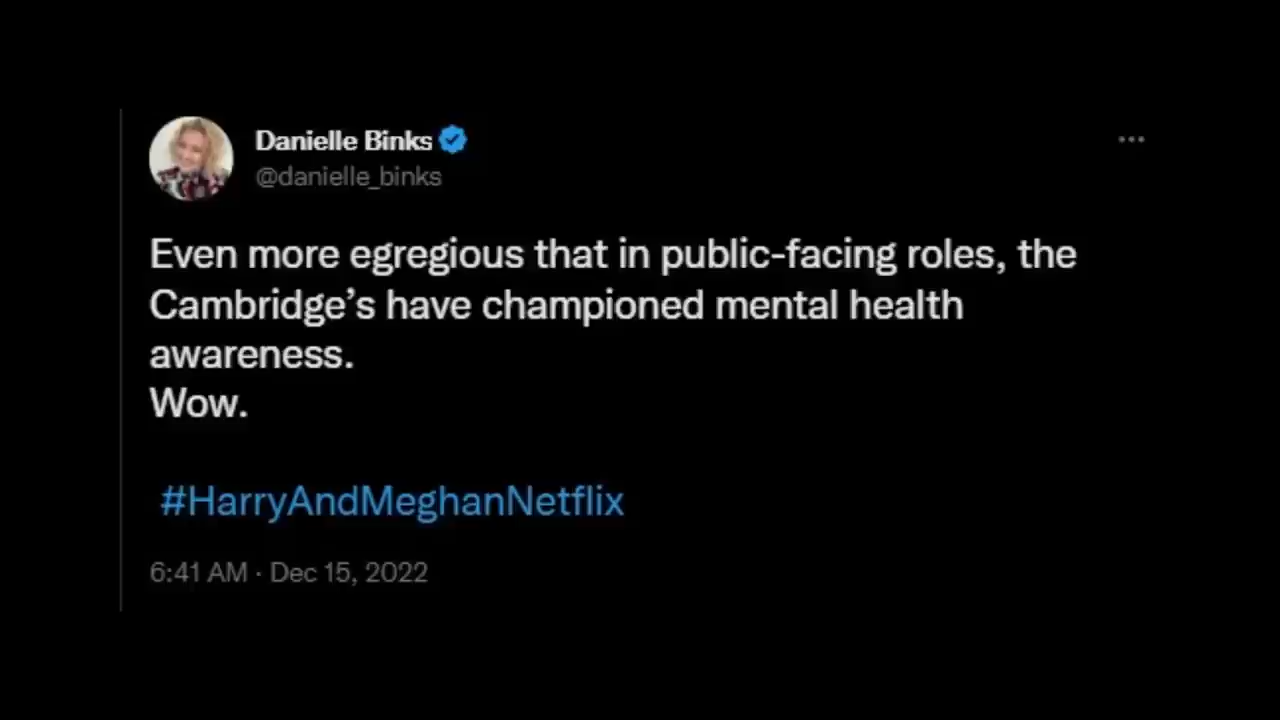 Danielle Binks
@danielle_binks
Even more egregious that in public-facing roles, the
Cambridge’s have championed mental health
awareness.
Wow.
#HarryAndMeghanNetflix
6:41 AM · Dec 15, 2022